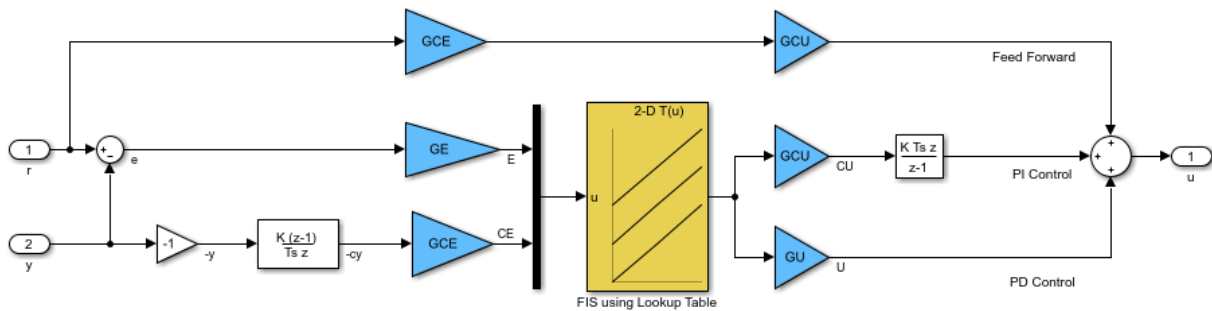 GCE
GCU
Feed Forward
2-D T(u)
1
r
+
−
e
GE
E
u
GCU
CU
K Ts z
z-1
PI Control
+
+
+
1
u
2
y
-1
-y
K (z-1)
Ts z
-cy
GCE
CE
GU
U
PD Control
FIS using Lookup Table